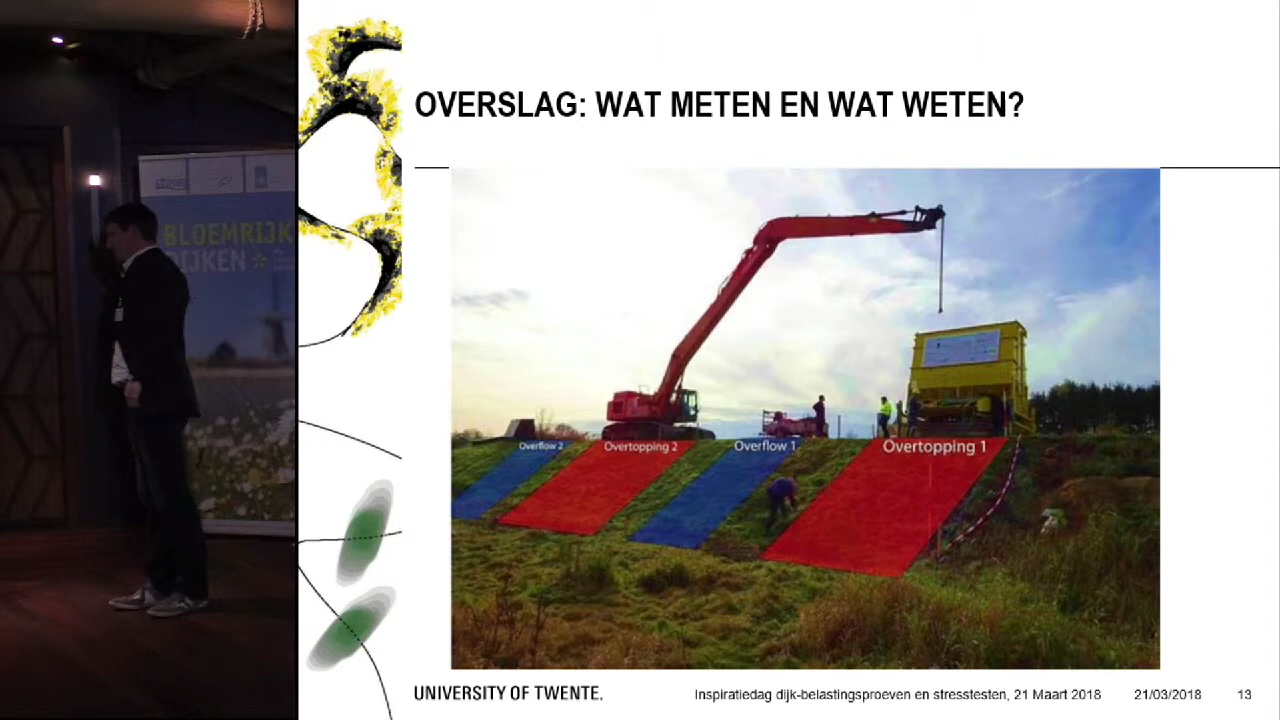 OVERSLAG: WAT METEN EN WAT WETEN?
BLOEMRIJK
DIJKEN
Overflow 2
Overtopping 2
Overflow 1
Overtopping 1
UNIVERSITY OF TWENTE.
Inspiratiedag dijk-belastingsproeven en stresstesten, 21 Maart 2018
21/03/2018
13